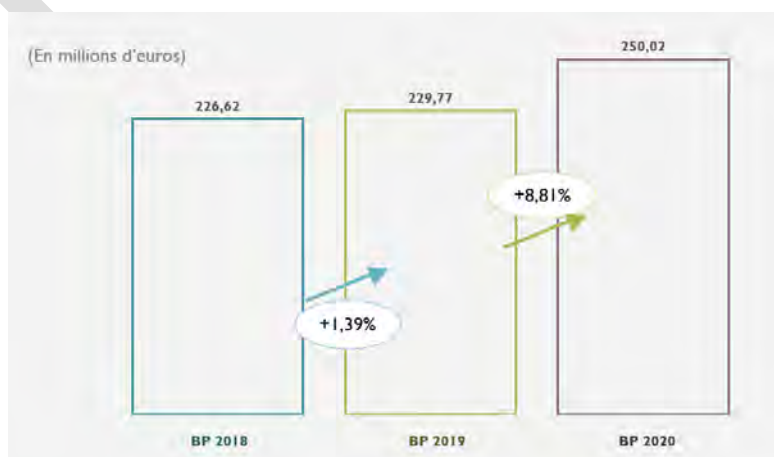 (En millions d'euros)
250,02
226,62
229,77
+8,81%
+1,39%
BP 2018
BP 2019
BP 2020